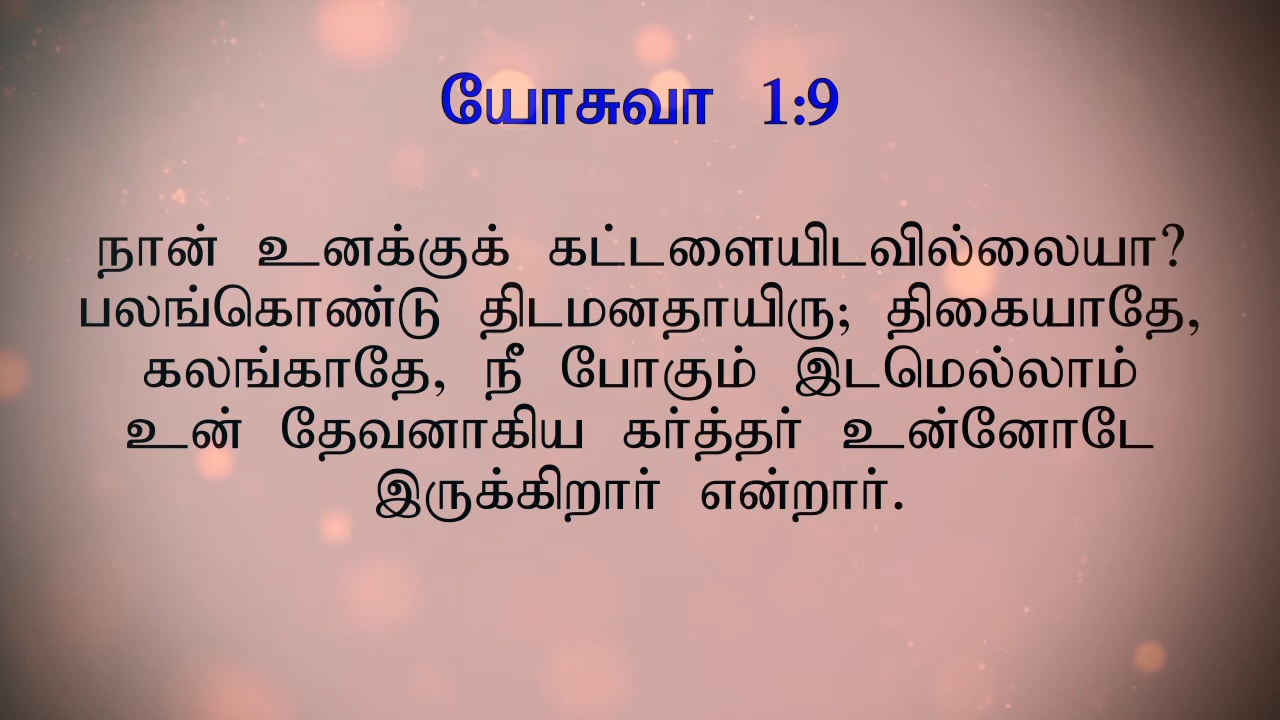 யோசுவா 1:9
நான் உனக்குக் கட்டளையிடவில்லையா?
பலங்கொண்டு திடமனதாயிரு; திகையாதே,
கலங்காதே, நீ போகும் இடமெல்லாம்
உன் தேவனாகிய கர்த்தர் உன்னோடே
இருக்கிறார் என்றார்.